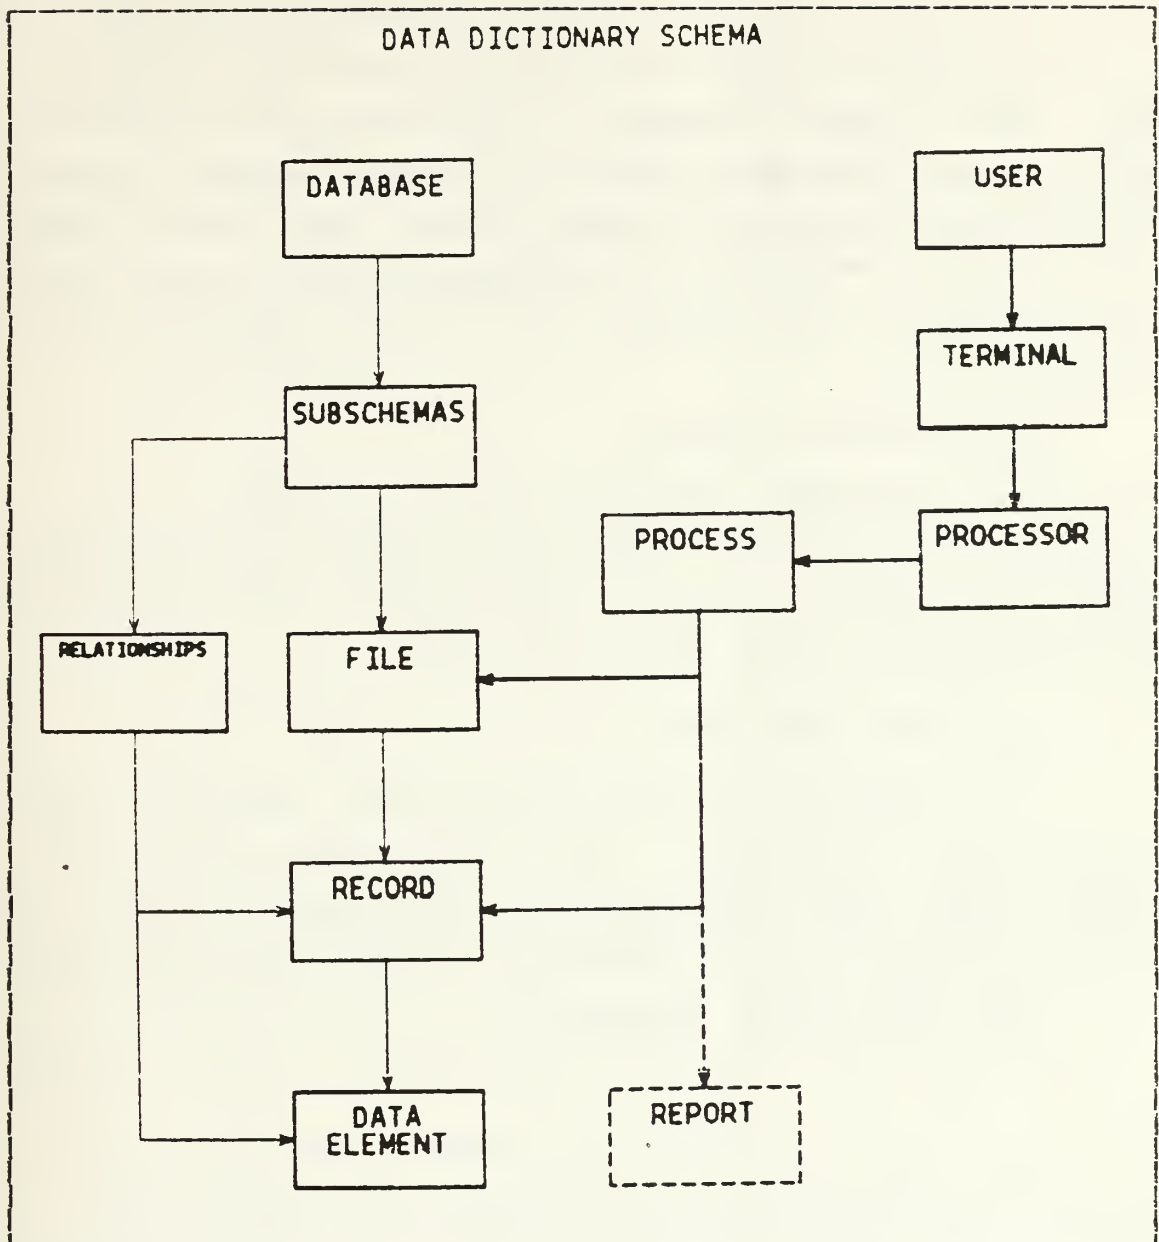 DATA DICTIONARY SCHEMA
DATABASE
USER
TERMINAL
SUBSCHEMAS
PROCESS
PROCESSOR
RELATIONSHIPS
FILE
RECORD
DATA
ELEMENT
REPORT